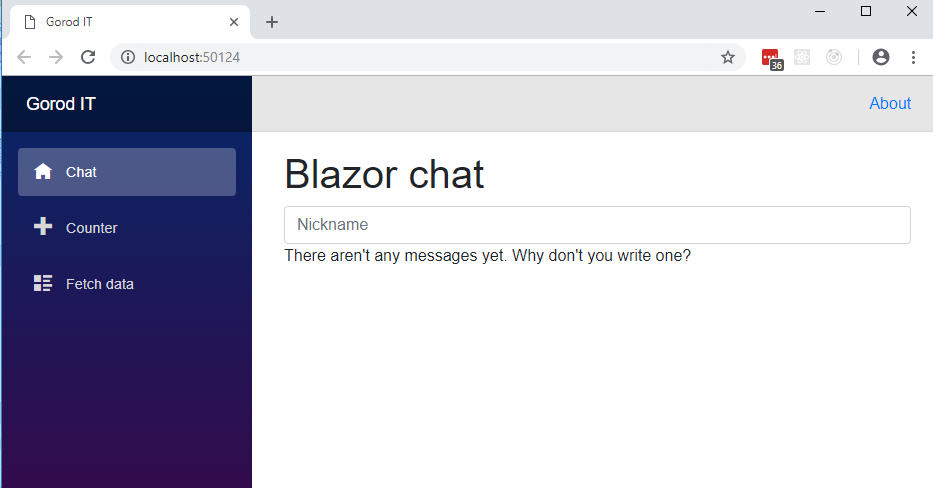 Gorod IT
localhost:50124
36
Gorod IT
About
Chat
Counter
Fetch data
Blazor chat
Nickname
There aren't any messages yet. Why don't you write one?